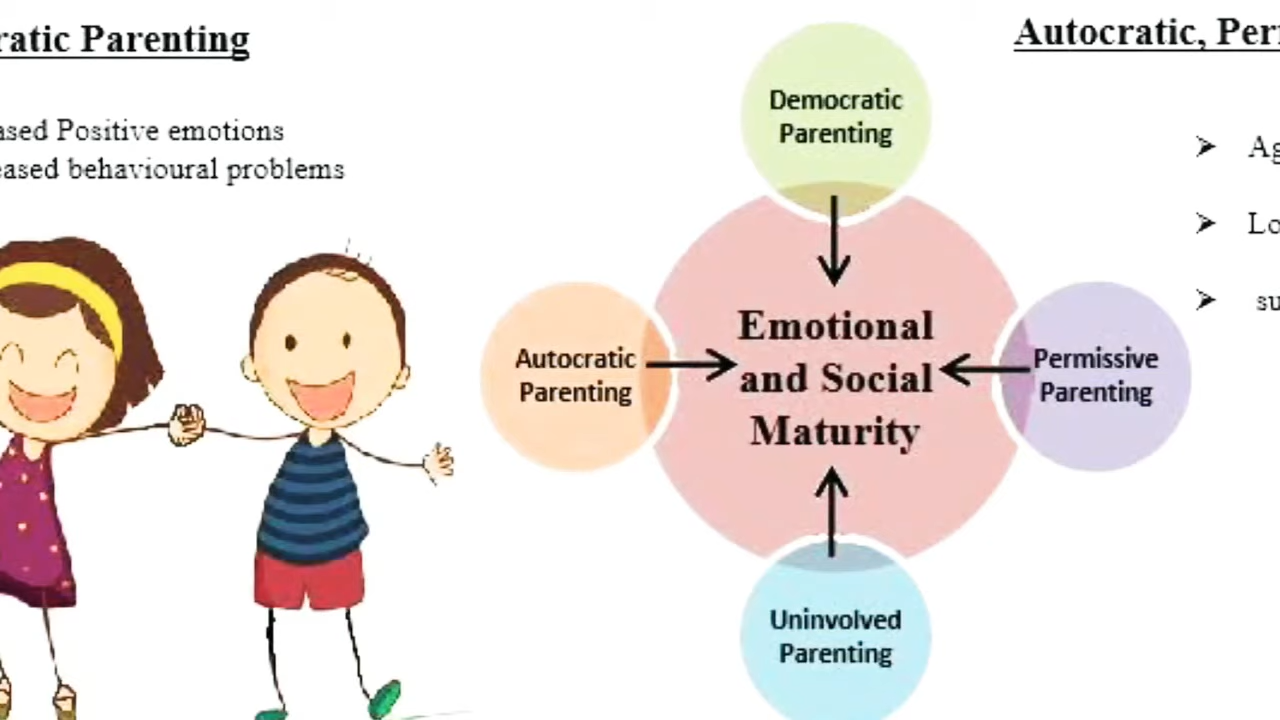 ratic Parenting
ased Positive emotions
eased behavioural problems
Democratic
Parenting
Autocratic
Parenting
Emotional
and Social
Maturity
Permissive
Parenting
Uninvolved
Parenting
Autocratic, Per
Ag
Lo
su